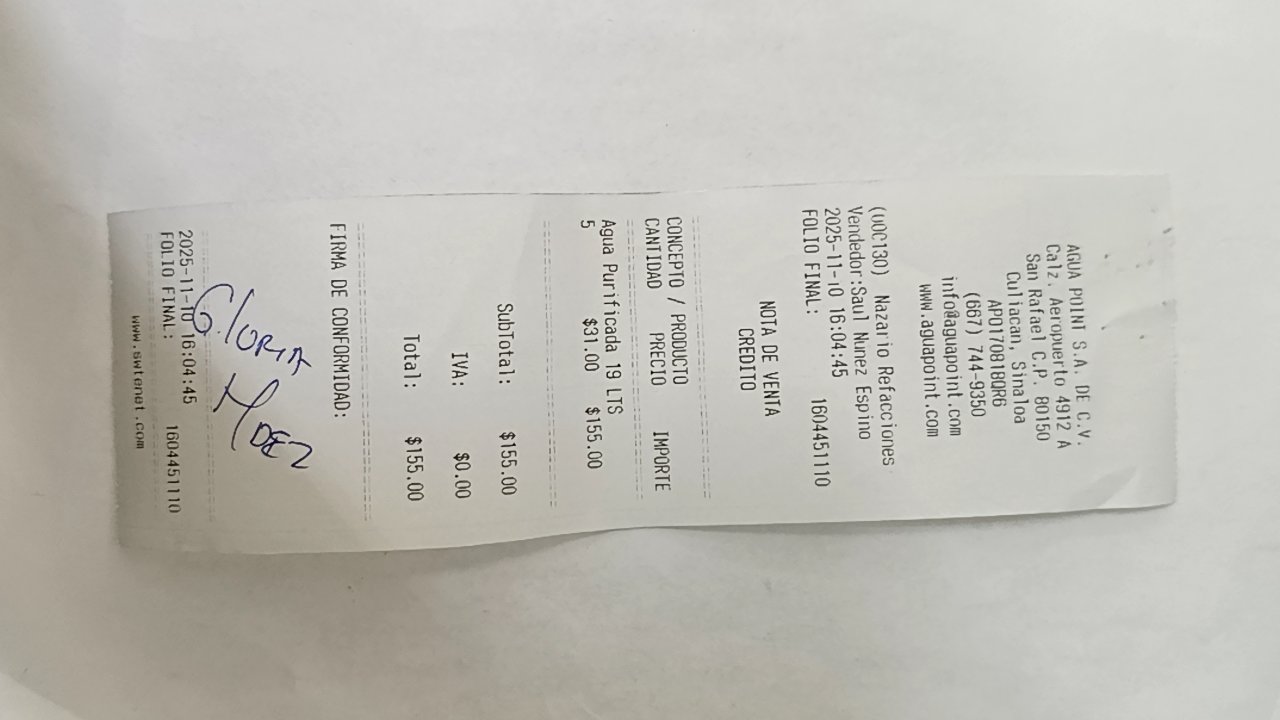 AGUA POINT S.A. DE C.V.
Calz. Aeropuerto 4912 A
San Rafael C.P. 80150
Culiacan, Sinaloa
APO170818QR6
(667) 744-9350
info@aguapoint.com
www.aguapoint.com
NOTA DE VENTA
CREDITO
(00C130) Nazario Refacciones
Vendedor:Saul Nunez Espino
2025-11-10 16:04:45
FOLIO FINAL: 1604451110
CONCEPTO / PRODUCTO
CANTIDAD PRECIO IMPORTE
Agua Purificada 19 LTS
5 $31.00 $155.00
SubTotal: $155.00
IVA: $0.00
Total: $155.00
FIRMA DE CONFORMIDAD:
GLORIA HDEZ
2025-11-10 16:04:45
FOLIO FINAL: 1604451110
www.swtenet.com